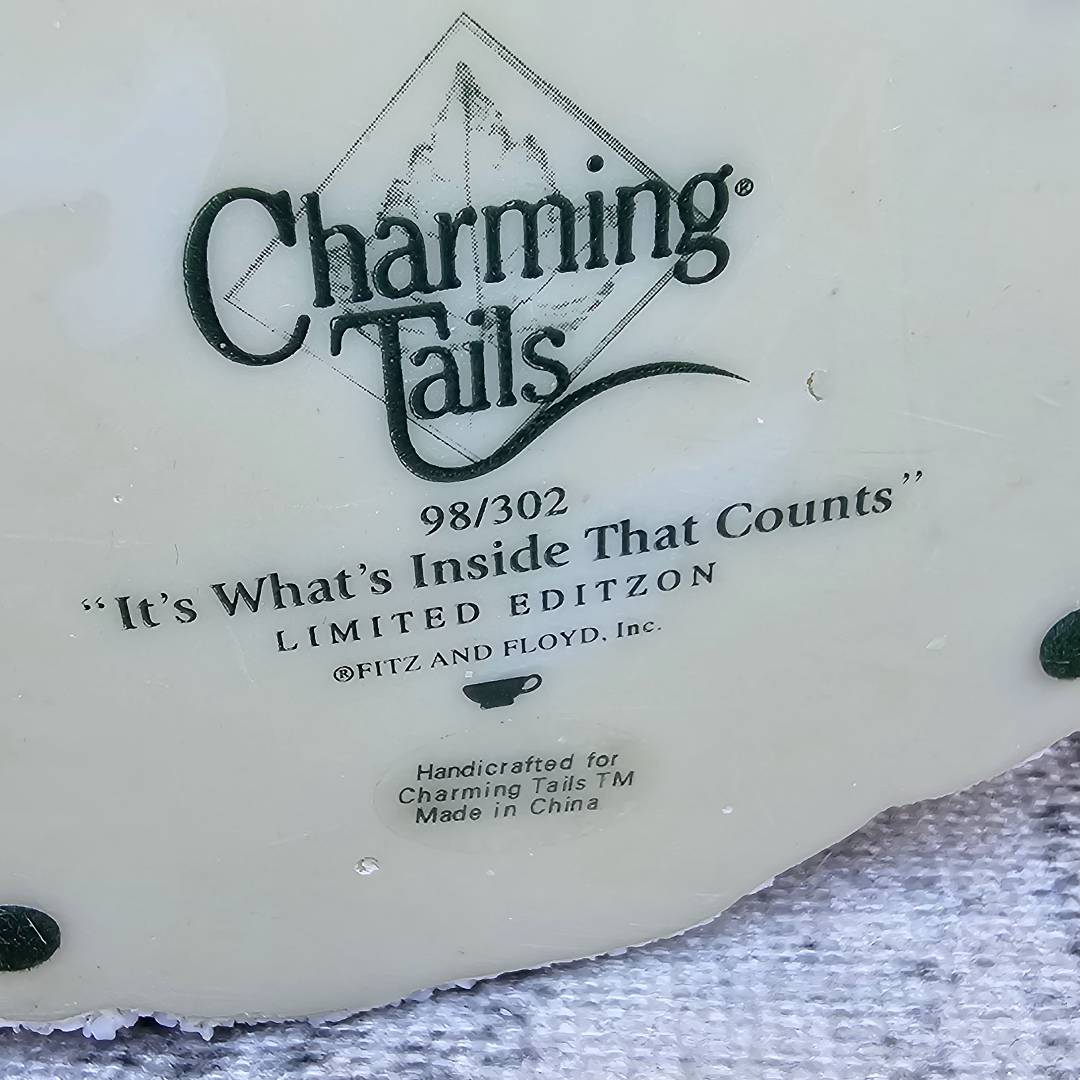 Charming®
Tails
98/302
“It's What's Inside That Counts”
LIMITED EDITZON
®FITZ AND FLOYD, Inc.
Handicrafted for
Charming Tails TM
Made in China